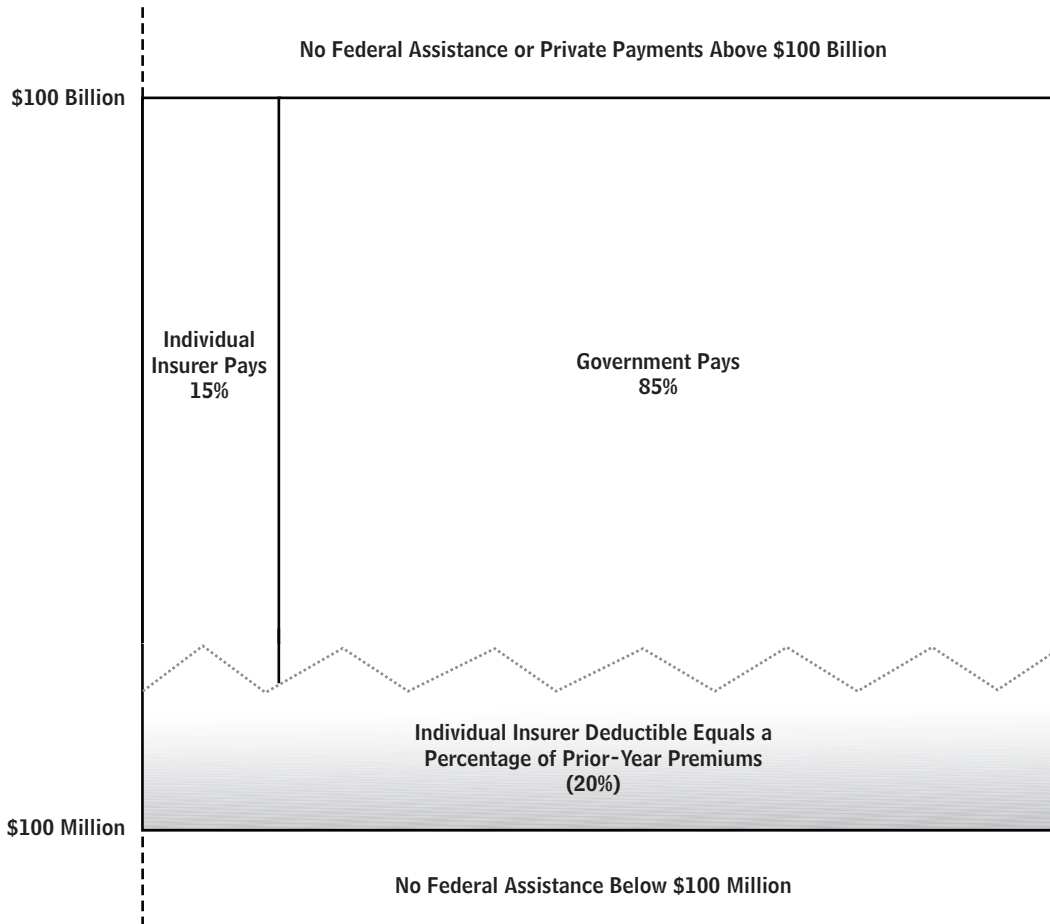 No Federal Assistance or Private Payments Above $100 Billion
$100 Billion
Individual
Insurer Pays
15%
Government Pays
85%
Individual Insurer Deductible Equals a
Percentage of Prior-Year Premiums
(20%)
$100 Million
No Federal Assistance Below $100 Million